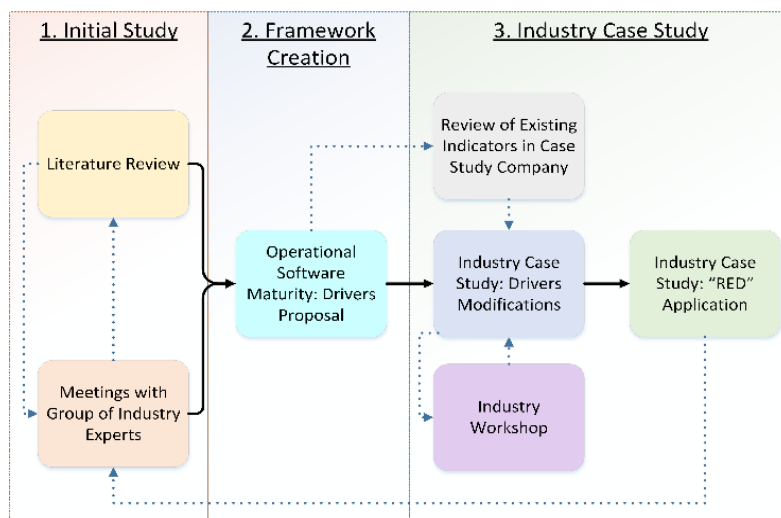 1. Initial Study
2. Framework
Creation
3. Industry Case Study
Literature Review
Meetings with
Group of Industry
Experts
Operational
Software
Maturity: Drivers
Proposal
Review of Existing
Indicators in Case
Study Company
Industry Case
Study: Drivers
Modifications
Industry
Workshop
Industry Case
Study: “RED”
Application